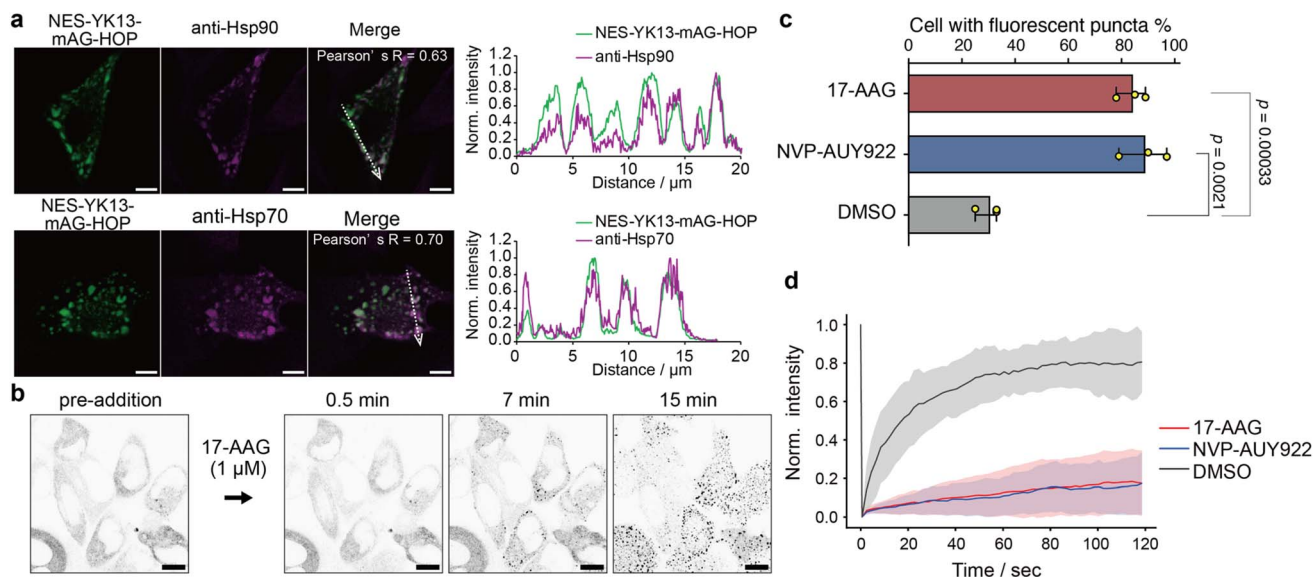 a
NES-YK13-
mAG-HOP
anti-Hsp90
Merge
Pearson' s R = 0.63
NES-YK13-mAG-HOP
anti-Hsp90
Norm. intensity
1.2
1.0
0.8
0.6
0.4
0.2
0
0 5 10 15 20
Distance / μm
NES-YK13-
mAG-HOP
anti-Hsp70
Merge
Pearson' s R = 0.70
NES-YK13-mAG-HOP
anti-Hsp70
Norm. intensity
1.2
1.0
0.8
0.6
0.4
0.2
0
0 5 10 15 20
Distance / μm
b
pre-addition
17-AAG
(1 μM)
0.5 min
7 min
15 min
c
Cell with fluorescent puncta %
0 20 40 60 80 100
17-AAG
NVP-AUY922
DMSO
p = 0.0021
p = 0.00033
d
Norm. intensity
1.0
0.8
0.6
0.4
0.2
0.0
0 20 40 60 80 100 120
Time / sec
17-AAG
NVP-AUY922
DMSO